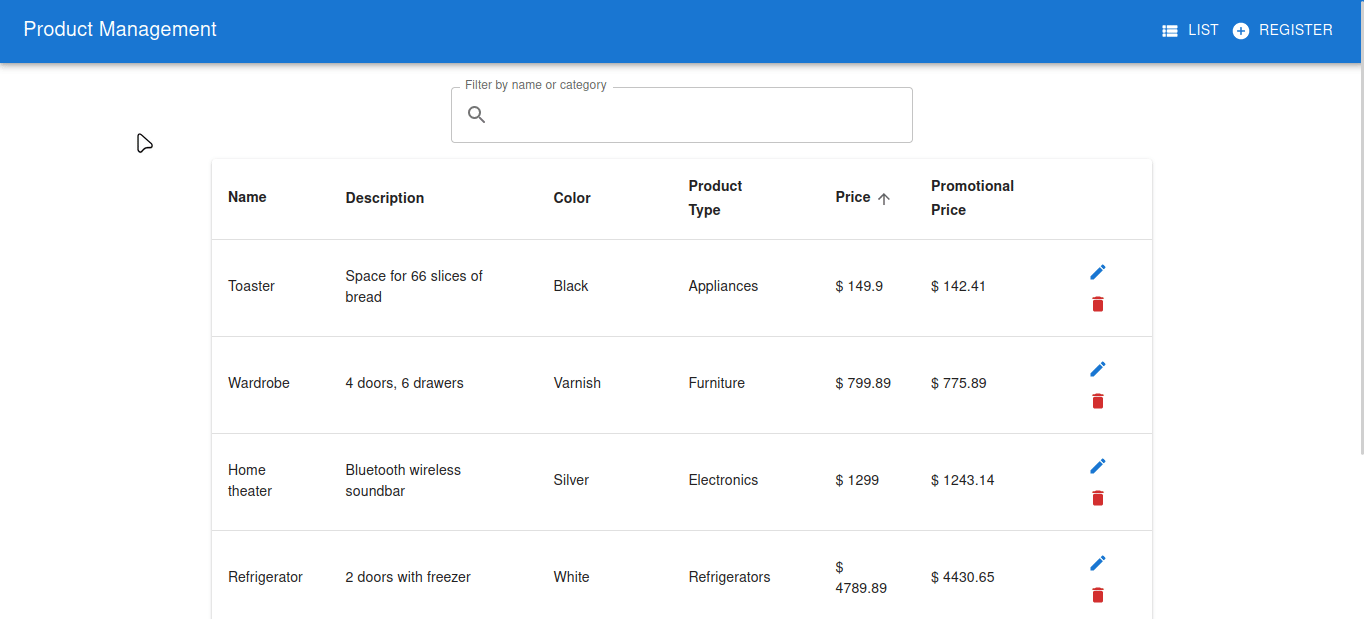 Product Management
LIST
REGISTER
Filter by name or category
Name
Description
Color
Product
Type
Price
Promotional
Price
Toaster
Space for 66 slices of
bread
Black
Appliances
$ 149.9
$ 142.41
Wardrobe
4 doors, 6 drawers
Varnish
Furniture
$ 799.89
$ 775.89
Home
theater
Bluetooth wireless
soundbar
Silver
Electronics
$ 1299
$ 1243.14
Refrigerator
2 doors with freezer
White
Refrigerators
$
4789.89
$ 4430.65